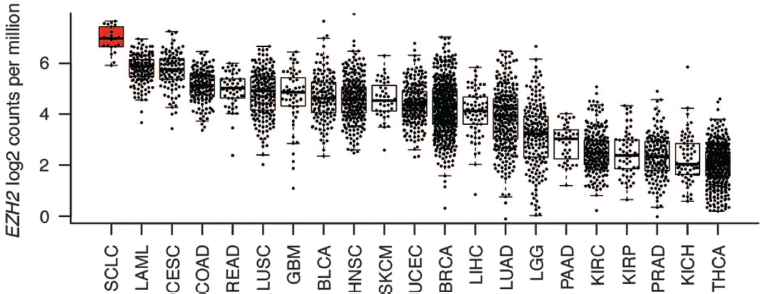 EZH2 log2 counts per million
6
4
2
0
SCLC
LAML
CESC
COAD
READ
LUSC
GBM
BLCA
HNSC
SKCM
UCEC
BRCA
LIHC
LUAD
LGG
PAAD
KIRC
KIRP
PRAD
KICH
THCA